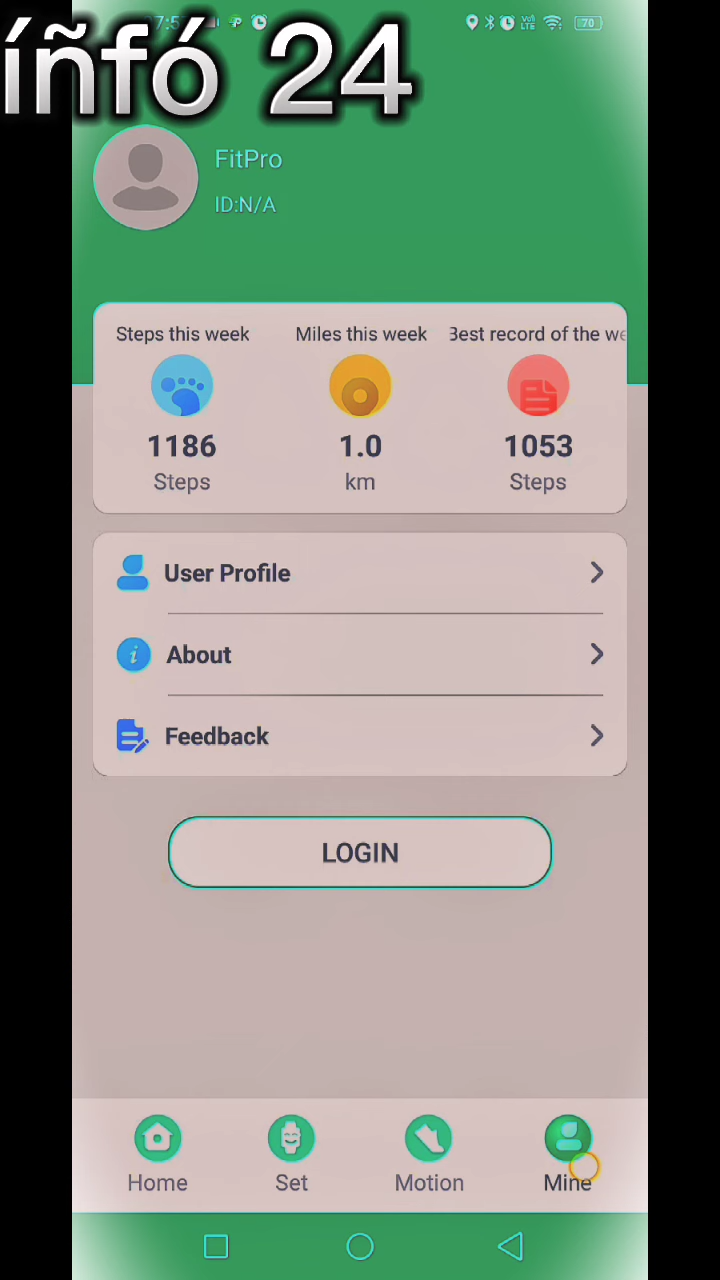 íñfó 24
70
FitPro
ID:N/A
Steps this week
Miles this week
Best record of the
1186
1.0
1053
Steps
km
Steps
User Profile
About
Feedback
LOGIN
Home
Set
Motion
Mine